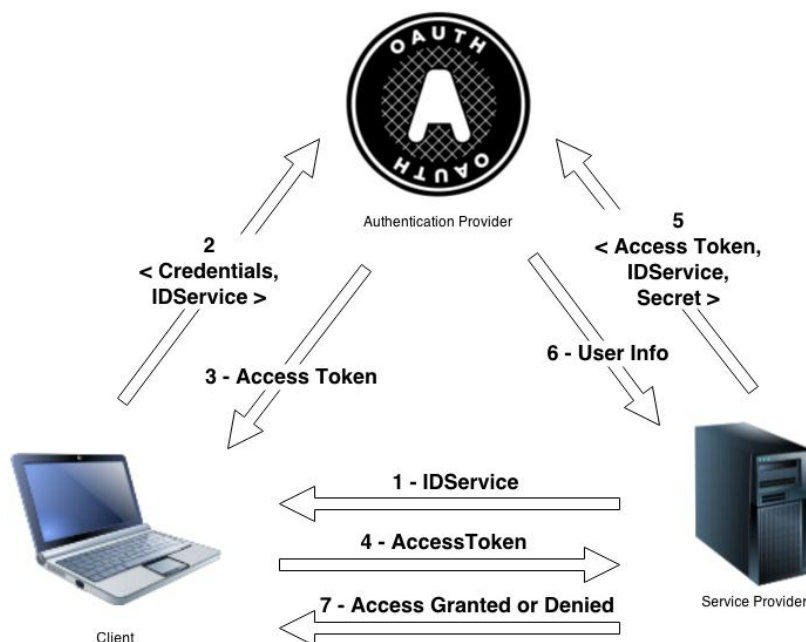 OAUTH
A
OAUTH
Authentication Provider
2
< Credentials,
IDService >
5
< Access Token,
IDService,
Secret >
3 - Access Token
6 - User Info
1 - IDService
4 - AccessToken
7 - Access Granted or Denied
Client
Service Provider